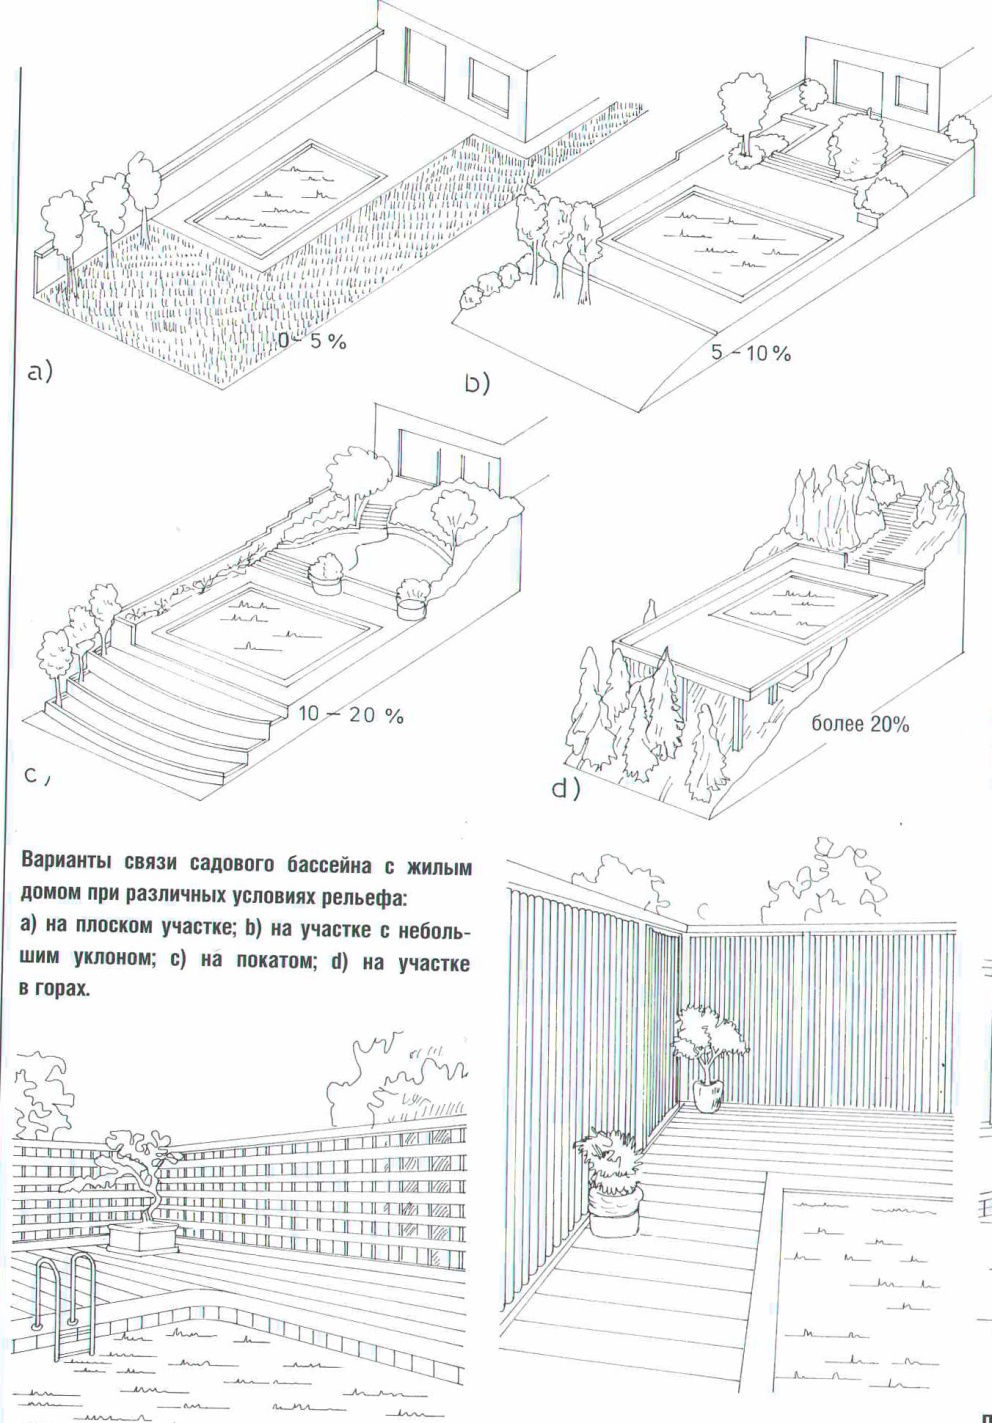 0-5%
a)
5-10%
b)
10-20%
c)
более 20%
d)
Варианты связи садового бассейна с жилым
домом при различных условиях рельефа:
a) на плоском участке; b) на участке с неболь-
шим уклоном; c) на покатом; d) на участке
в горах.